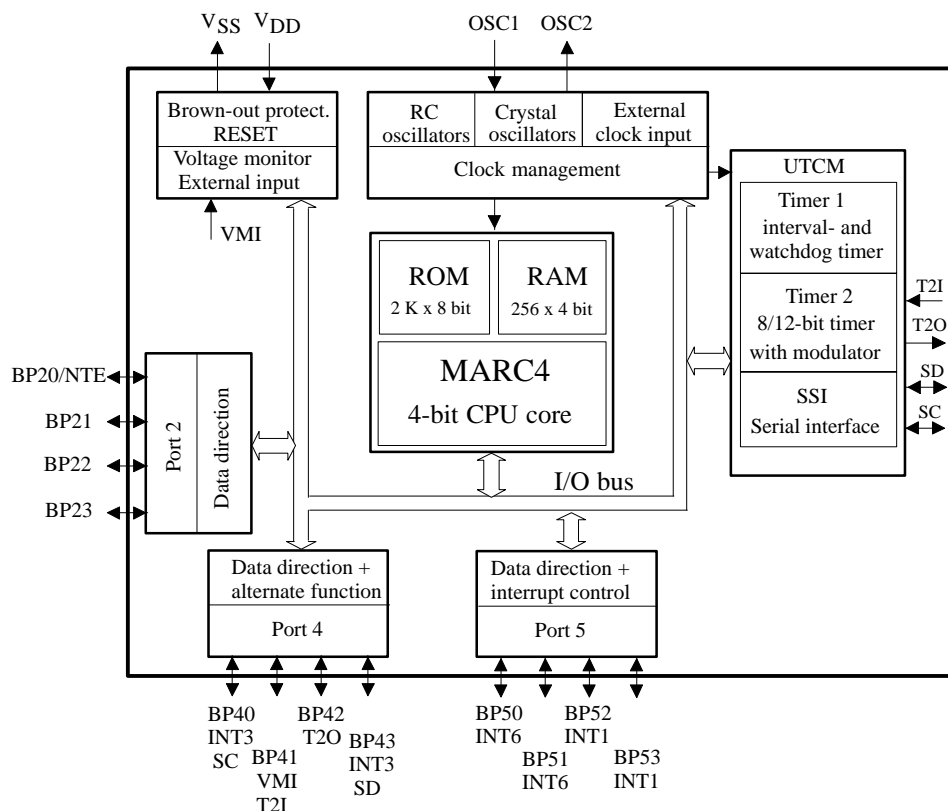 VSS
VDD
OSC1
OSC2
Brown-out protect.
RESET
Voltage monitor
External input
VMI
RC
oscillators
Crystal
oscillators
External
clock input
Clock management
UTCM
Timer 1
interval- and
watchdog timer
Timer 2
8/12-bit timer
with modulator
SSI
Serial interface
T2I
T2O
SD
SC
ROM
2 K x 8 bit
RAM
256 x 4 bit
MARC4
4-bit CPU core
I/O bus
BP20/NTE
BP21
BP22
BP23
Port 2
Data direction
Data direction +
alternate function
Port 4
Data direction +
interrupt control
Port 5
BP40
INT3
SC
BP41
VMI
T2I
BP42
T2O
BP43
INT3
SD
BP50
INT6
BP51
INT6
BP52
INT1
BP53
INT1